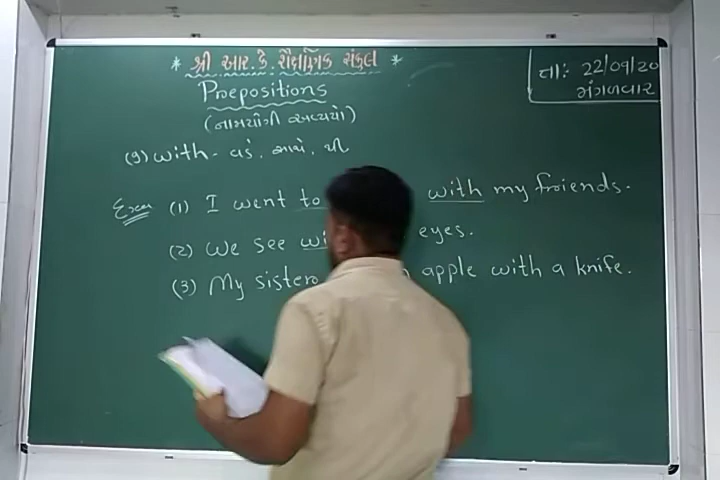 * શ્રી આર. કે. શૈક્ષણિક સંકુલ *
તા: 22/09/20
મંગળવાર
Prepositions
(નામયોગી અવ્યયો)
(9) with - વડે, સાથે, થી
Exa (1) I went to with my friends.
(2) We see eyes.
(3) My sister apple with a knife.